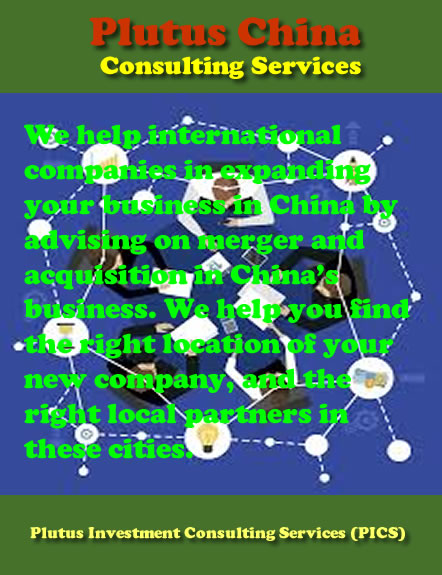 Plutus China
Consulting Services
We help international
companies in expanding
your business in China by
advising on merger and
acquisition in China's
business. We help you find
the right location of your
new company, and the
right local partners in
these cities.
Plutus Investment Consulting Services (PICS)